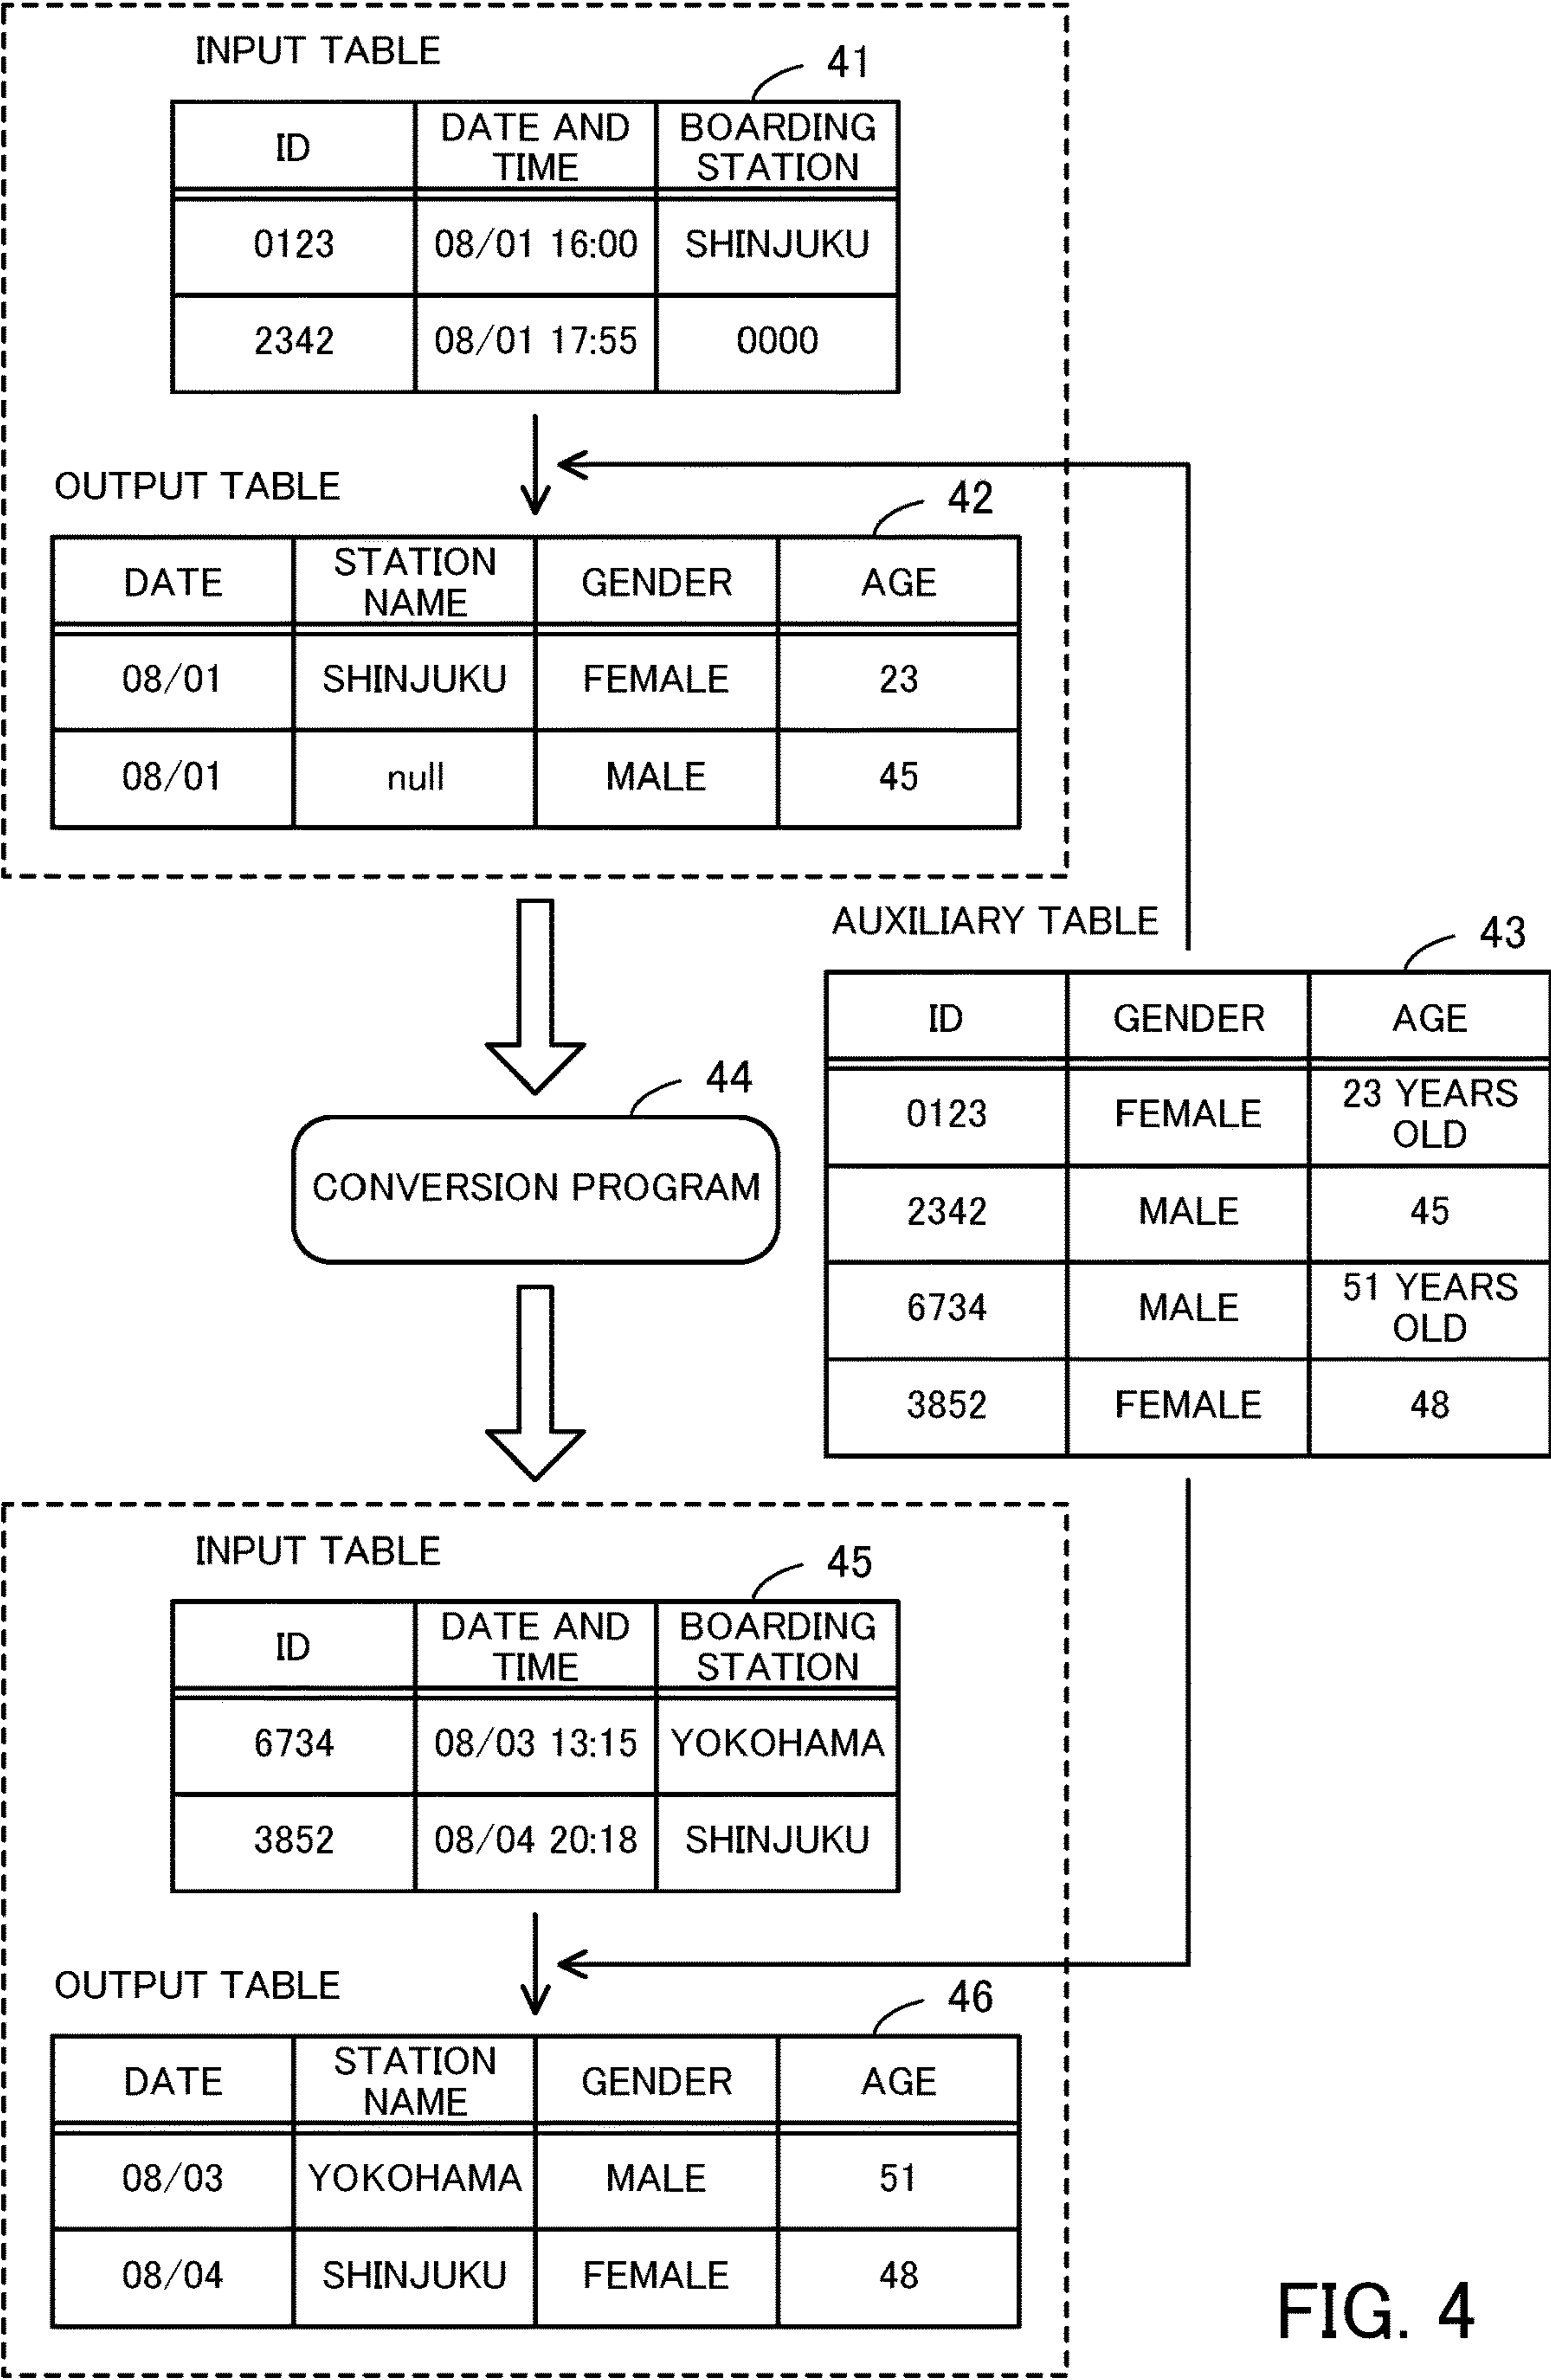 INPUT TABLE
41
ID
DATE AND
TIME
BOARDING
STATION
0123
08/01 16:00
SHINJUKU
2342
08/01 17:55
0000
OUTPUT TABLE
42
DATE
STATION
NAME
GENDER
AGE
08/01
SHINJUKU
FEMALE
23
08/01
null
MALE
45
AUXILIARY TABLE
43
ID
GENDER
AGE
0123
FEMALE
23 YEARS
OLD
2342
MALE
45
6734
MALE
51 YEARS
OLD
3852
FEMALE
48
44
CONVERSION PROGRAM
INPUT TABLE
45
ID
DATE AND
TIME
BOARDING
STATION
6734
08/03 13:15
YOKOHAMA
3852
08/04 20:18
SHINJUKU
OUTPUT TABLE
46
DATE
STATION
NAME
GENDER
AGE
08/03
YOKOHAMA
MALE
51
08/04
SHINJUKU
FEMALE
48
FIG. 4